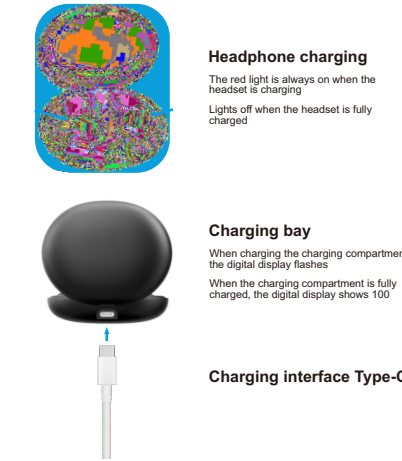 Headphone charging
The red light is always on when the
headset is charging
Lights off when the headset is fully
charged
Charging bay
When charging the charging compartmen
the digital display flashes
When the charging compartment is fully
charged, the digital display shows 100
Charging interface Type-C